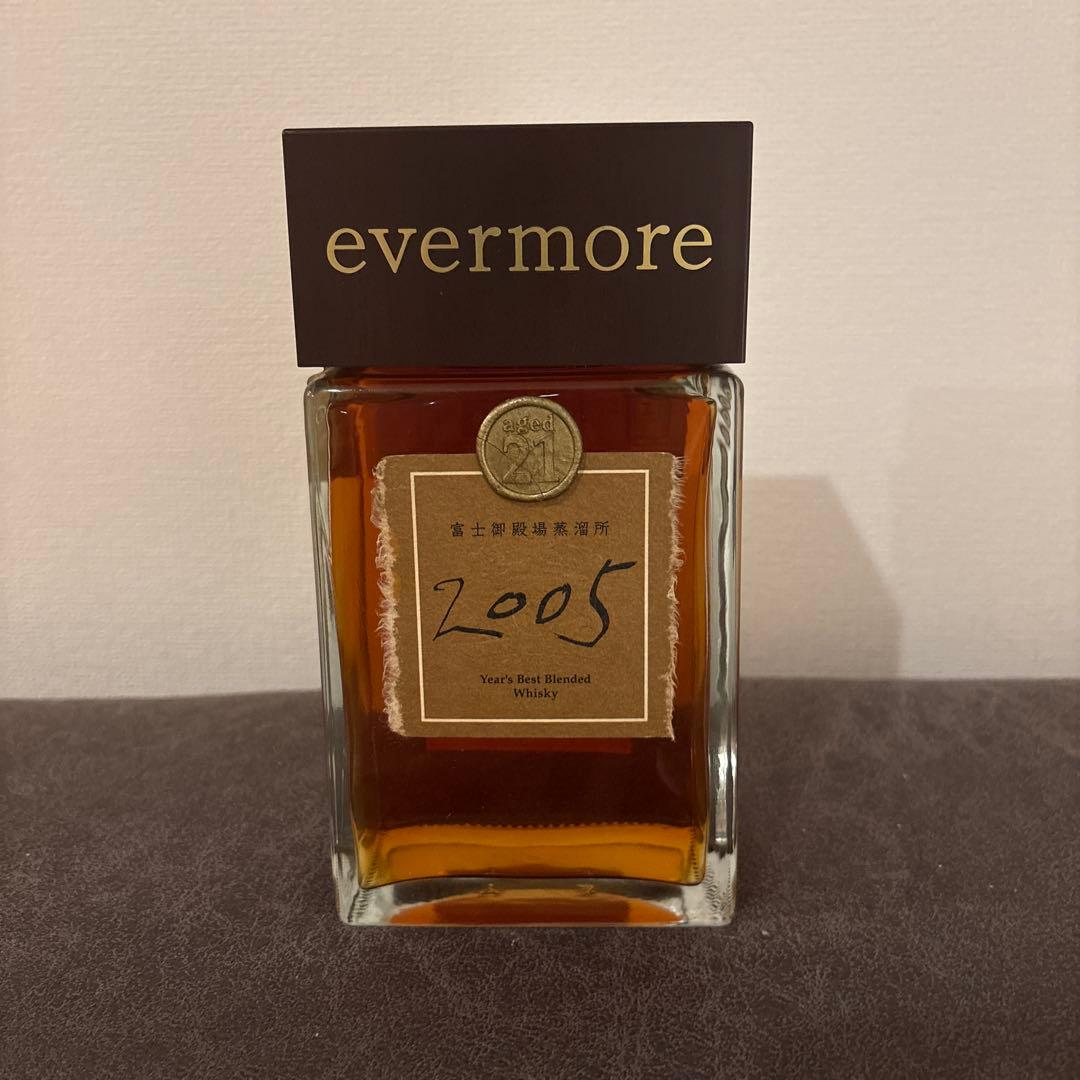 evermore
aged
21
富士御殿場蒸溜所
2005
Year's Best Blended
Whisky